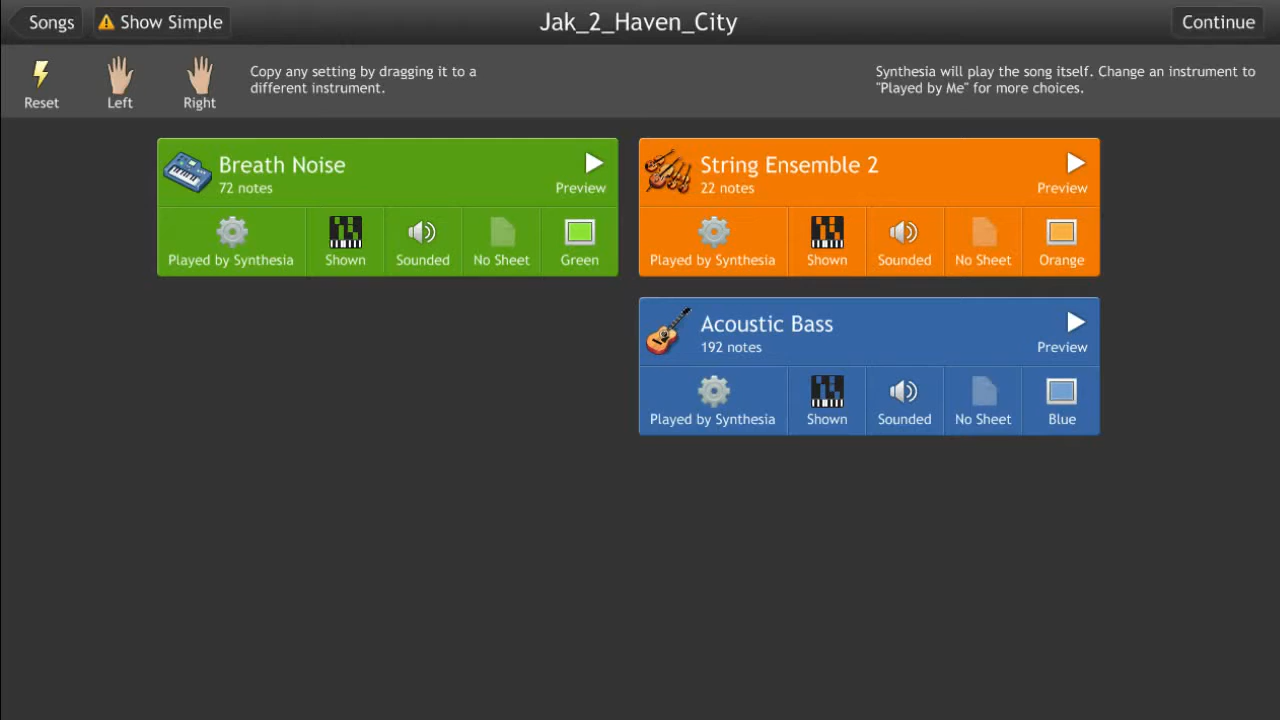 Songs
Show Simple
Jak_2_Haven_City
Continue
Reset
Left
Right
Copy any setting by dragging it to a
different instrument.
Synthesia will play the song itself. Change an instrument to
"Played by Me" for more choices.
Breath Noise
72 notes
Preview
Played by Synthesia
Shown
Sounded
No Sheet
Green
String Ensemble 2
22 notes
Preview
Played by Synthesia
Shown
Sounded
No Sheet
Orange
Acoustic Bass
192 notes
Preview
Played by Synthesia
Shown
Sounded
No Sheet
Blue